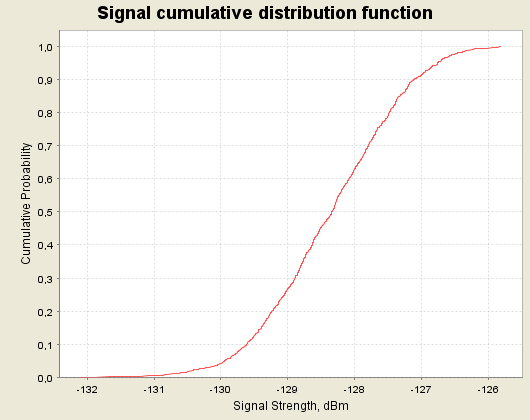 Signal cumulative distribution function
Cumulative Probability
1,0
0,9
0,8
0,7
0,6
0,5
0,4
0,3
0,2
0,1
0,0
-132 -131 -130 -129 -128 -127 -126
Signal Strength, dBm